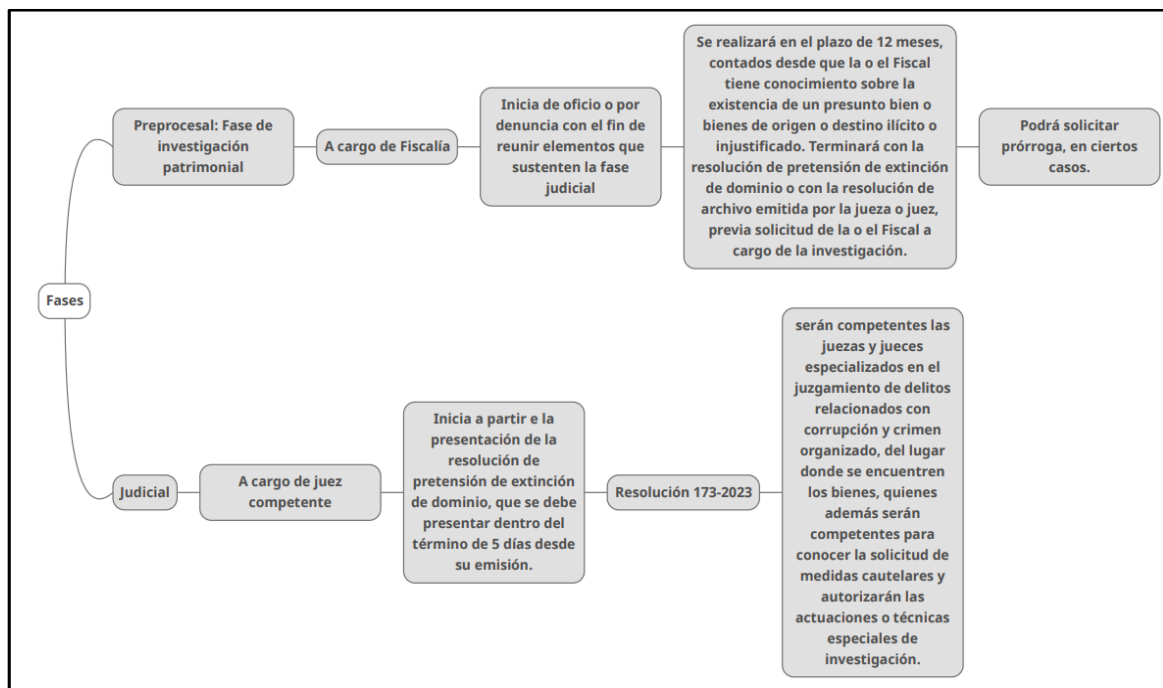 Fases
Preprocesal: Fase de
investigación
patrimonial
A cargo de Fiscalía
Inicia de oficio o por
denuncia con el fin de
reunir elementos que
sustenten la fase
judicial
Se realizará en el plazo de 12 meses,
contados desde que la o el Fiscal
tiene conocimiento sobre la
existencia de un presunto bien o
bienes de origen o destino ilícito o
injustificado. Terminará con la
resolución de pretensión de extinción
de dominio o con la resolución de
archivo emitida por la jueza o juez,
previa solicitud de la o el Fiscal a
cargo de la investigación.
Podrá solicitar
prórroga, en ciertos
casos.
Judicial
A cargo de juez
competente
Inicia a partir e la
presentación de la
resolución de
pretensión de extinción
de dominio, que se debe
presentar dentro del
término de 5 días desde
su emisión.
Resolución 173-2023
serán competentes las
juezas y jueces
especializados en el
juzgamiento de delitos
relacionados con
corrupción y crimen
organizado, del lugar
donde se encuentren
los bienes, quienes
además serán
competentes para
conocer la solicitud de
medidas cautelares y
autorizarán las
actuaciones o técnicas
especiales de
investigación.